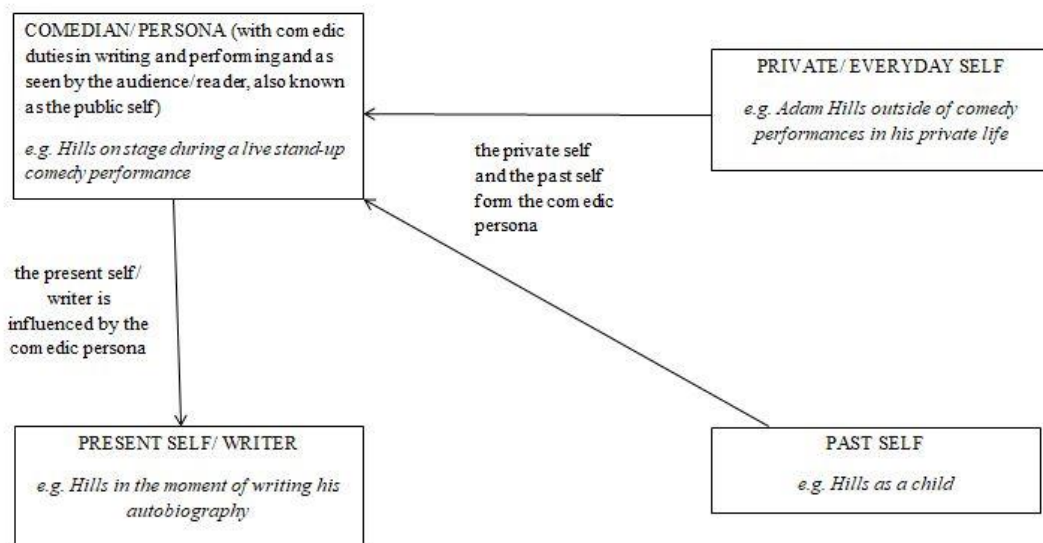 COMEDIAN/PERSONA (with comedic
duties in writing and performing and as
seen by the audience/reader, also known
as the public self)
e.g. Hills on stage during a live stand-up
comedy performance
PRIVATE/EVERYDAY SELF
e.g. Adam Hills outside of comedy
performances in his private life
the private self
and the past self
form the comedic
persona
the present self/
writer is
influenced by the
comedic persona
PRESENT SELF/WRITER
e.g. Hills in the moment of writing his
autobiography
PAST SELF
e.g. Hills as a child